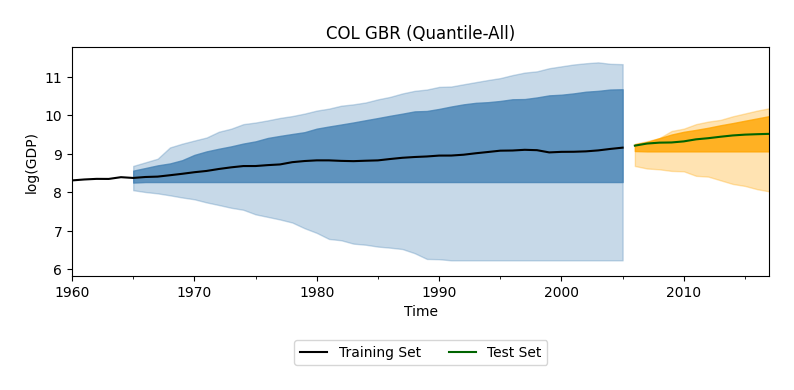 COL GBR (Quantile-All)
log(GDP)
11
10
9
8
7
6
1960 1970 1980 1990 2000 2010
Time
Training Set Test Set